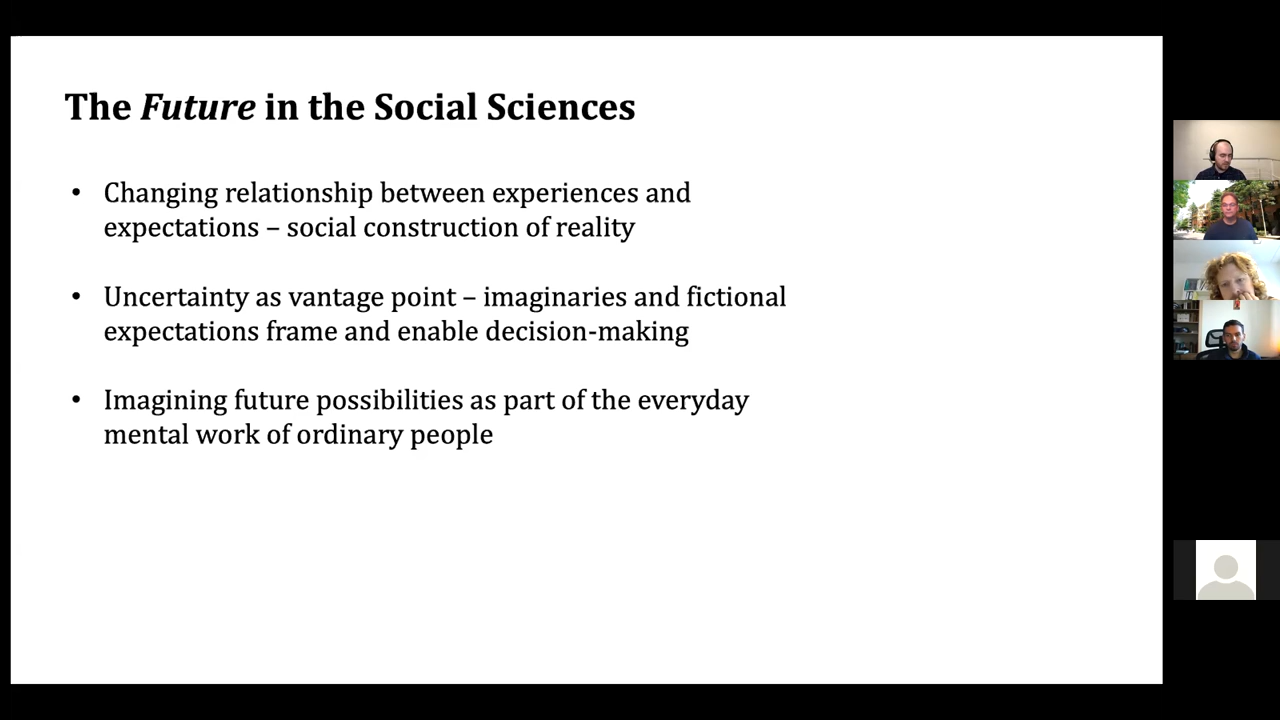 The Future in the Social Sciences
• Changing relationship between experiences and
expectations – social construction of reality
• Uncertainty as vantage point – imaginaries and fictional
expectations frame and enable decision-making
• Imagining future possibilities as part of the everyday
mental work of ordinary people